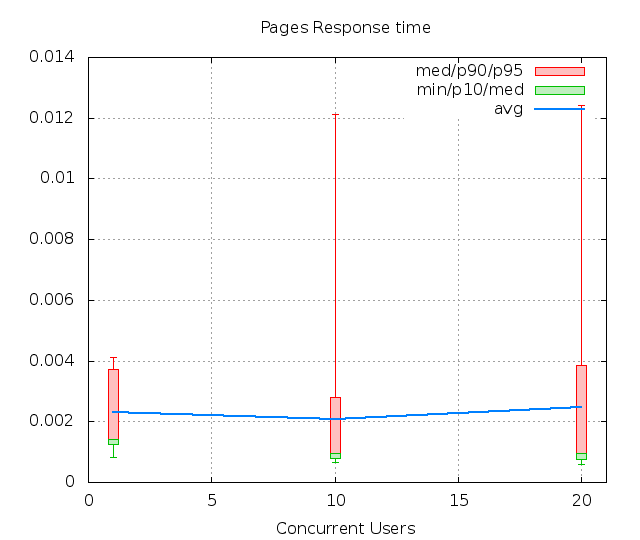 Pages Response time
0.014
0.012
0.01
0.008
0.006
0.004
0.002
0
med/p90/p95
min/p10/med
avg
0 5 10 15 20
Concurrent Users